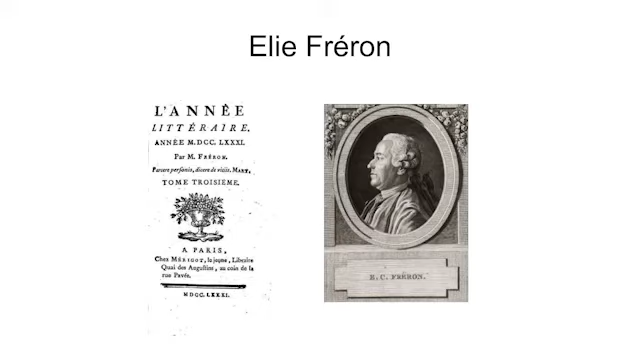 Elie Fréron
L'ANNÉE
LITTÉRAIRE.
ANNÉE M.DCC. LXXXI.
Par M. FRÉRON.
Parcere personis, dicere de vitiis. MART.
TOME TROISIEME.
A PARIS,
Chez MÉRIGOT, le jeune, Libraire
Quai des Augustins, au coin de la
rue Pavée.
M DCC. LXXXI.
E. C. FRÉRON.